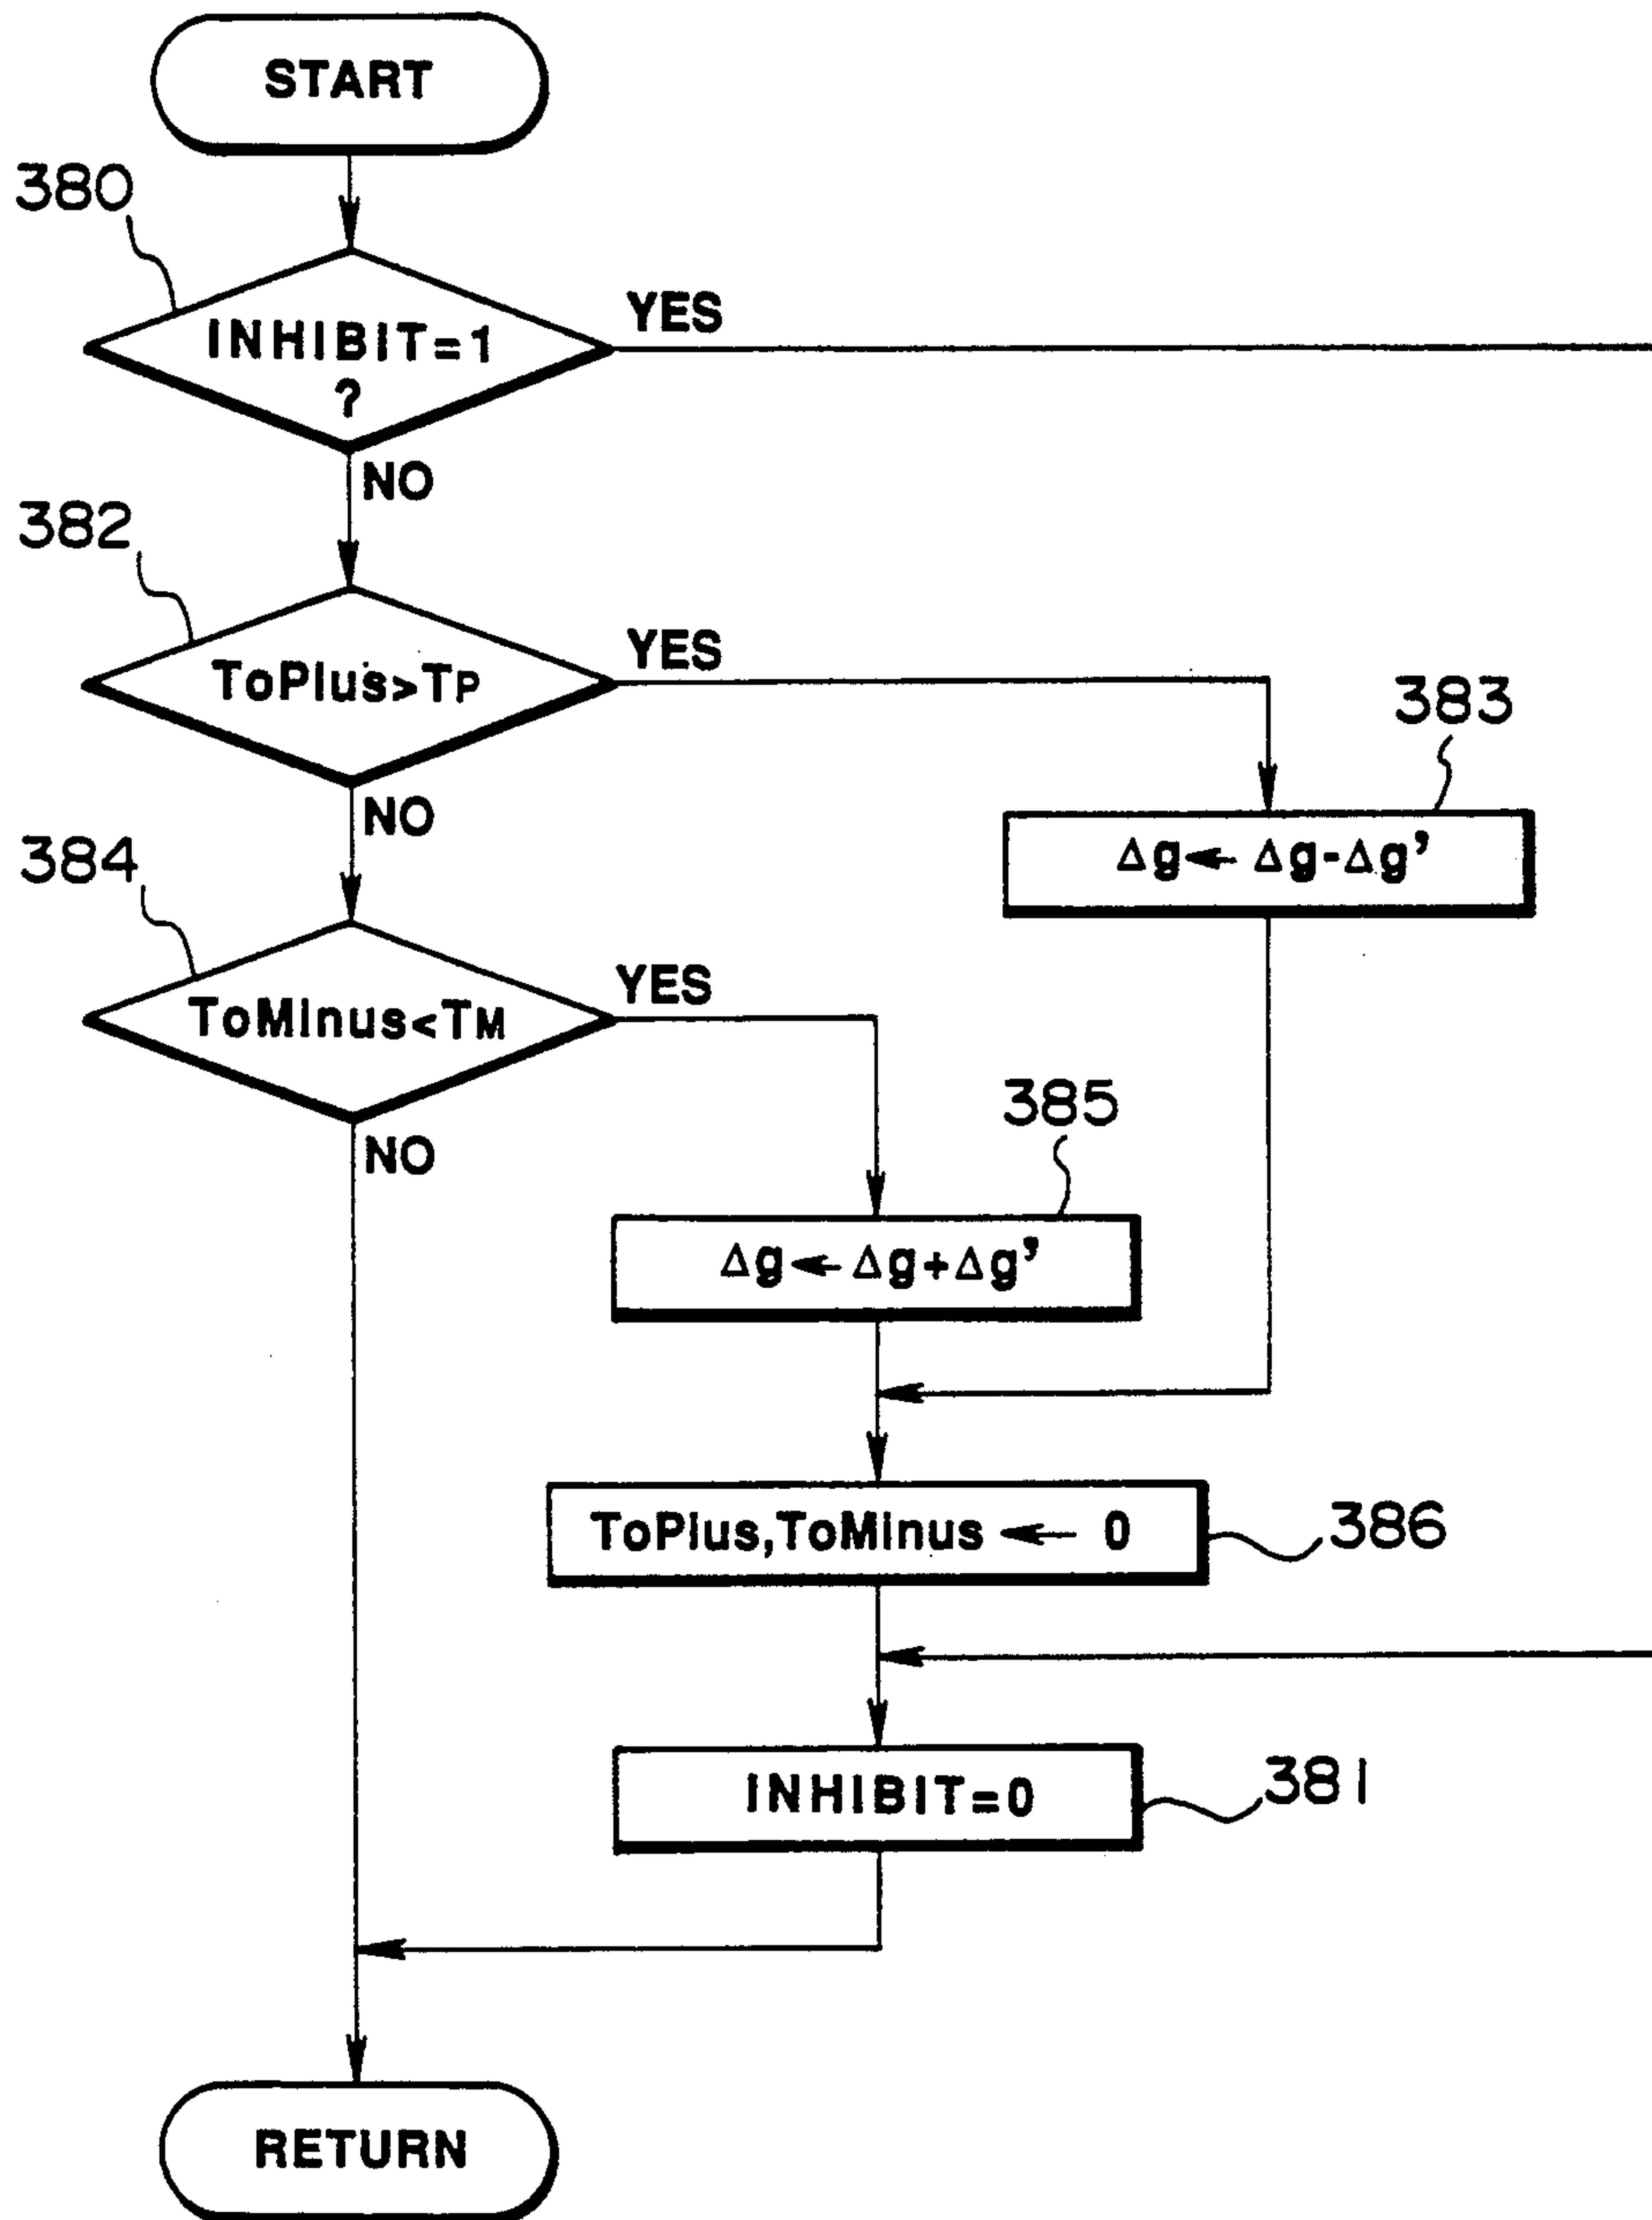 START
380
INHIBIT=1
?
YES
NO
382
ToPlus>TP
YES
NO
383
Δg← Δg-Δg'
384
ToMinus<TM
YES
NO
385
Δg←Δg+Δg'
ToPlus,ToMinus ← 0
386
INHIBIT=0
381
RETURN